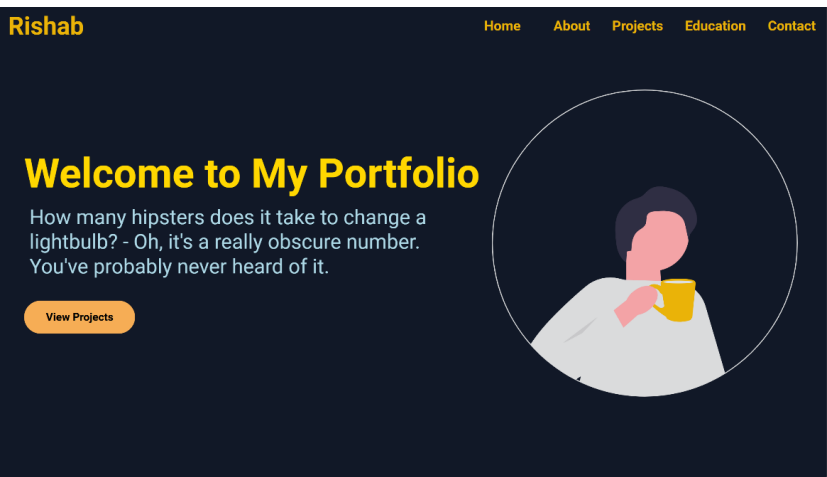 Rishab
Home About Projects Education Contact
Welcome to My Portfolio
How many hipsters does it take to change a
lightbulb? - Oh, it's a really obscure number.
You've probably never heard of it.
View Projects